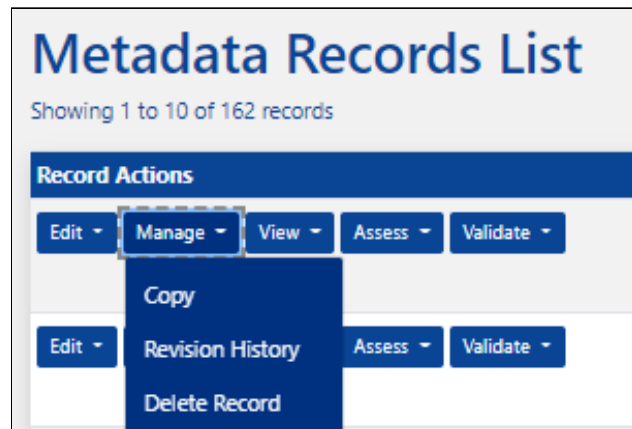 Metadata Records List
Showing 1 to 10 of 162 records
Record Actions
Edit Manage View Assess Validate
Copy
Edit Revision History Assess Validate
Delete Record